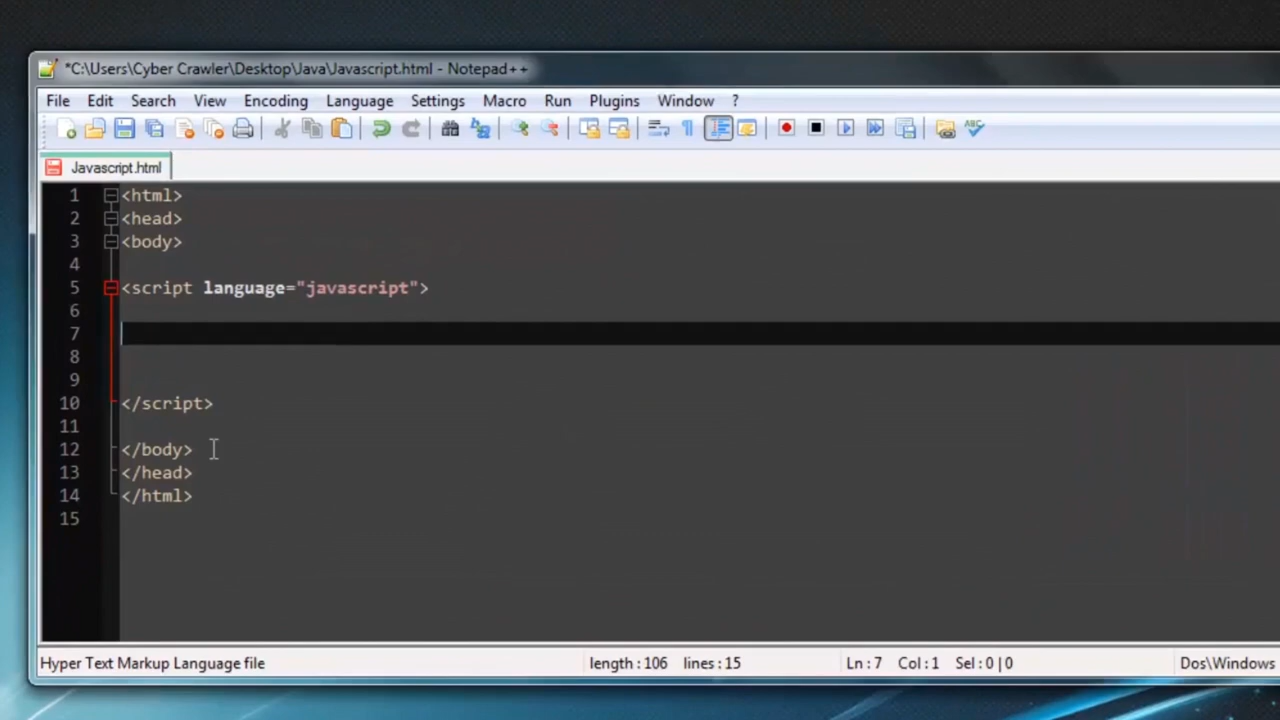 *C:\Users\Cyber Crawler\Desktop\Java\Javascript.html - Notepad++
File Edit Search View Encoding Language Settings Macro Run Plugins Window ?
ABC
Javascript.html
1 <html>
2 <head>
3 <body>
4
5 <script language="javascript">
6
7
8
9
10 </script>
11
12 </body>
13 </head>
14 </html>
15
Hyper Text Markup Language file length : 106 lines : 15 Ln : 7 Col : 1 Sel : 0 | 0 Dos\Windows